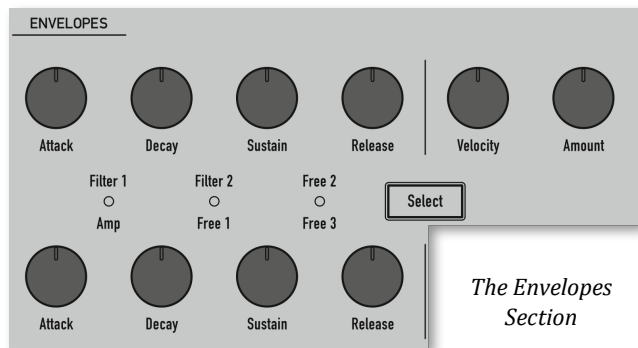 ENVELOPES
Attack Decay Sustain Release Velocity Amount
Filter 1 Filter 2 Free 2
Select
Amp Free 1 Free 3
Attack Decay Sustain Release
The Envelopes
Section